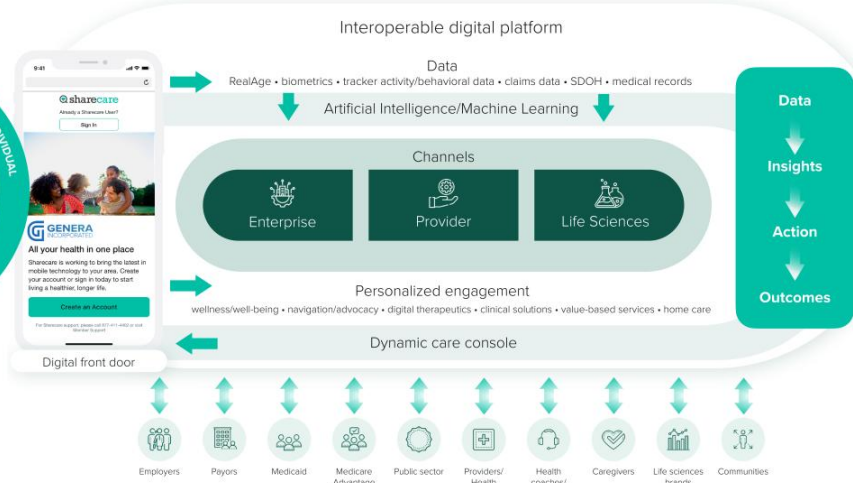 Interoperable digital platform
Data
RealAge • biometrics • tracker activity/behavioral data • claims data • SDOH • medical records
Artificial Intelligence/Machine Learning
Channels
Enterprise
Provider
Life Sciences
Personalized engagement
wellness/well-being • navigation/advocacy • digital therapeutics • clinical solutions • value-based services • home care
Dynamic care console
9:41
sharecare
Already a Sharecare User?
Sign In
GENERA
INCORPORATED
All your health in one place
Sharecare is working to bring the latest in
mobile technology to your area. Create
your account or sign in today to start
living a healthier, longer life.
Create an Account
Member Support
Digital front door
Data
Insights
Action
Outcomes
Employers
Payors
Medicaid
Medicare
Advantage
Public sector
Providers/
Health
Health
coaches/
Caregivers
Life sciences
brands
Communities